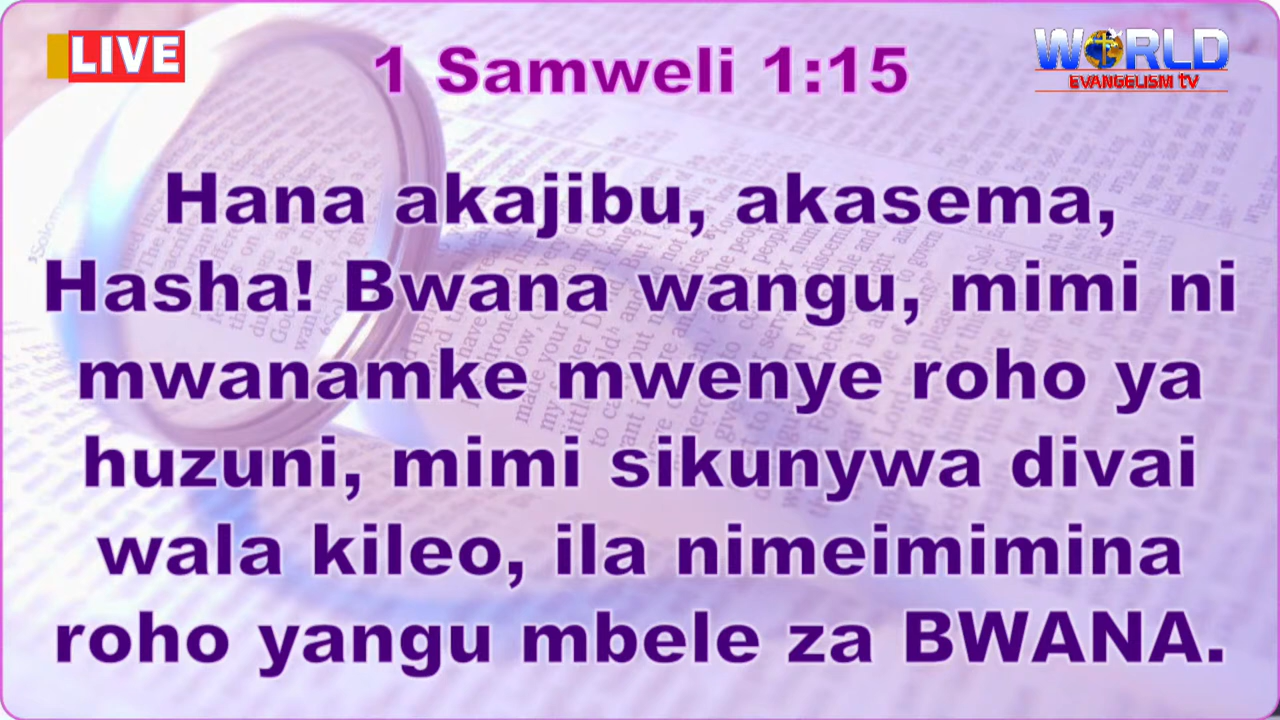 LIVE
1 Samweli 1:15
WORLD
EVANGELISM TV
Hana akajibu, akasema,
Hasha! Bwana wangu, mimi ni
mwanamke mwenye roho ya
huzuni, mimi sikunywa divai
wala kileo, ila nimeimimina
roho yangu mbele za BWANA.